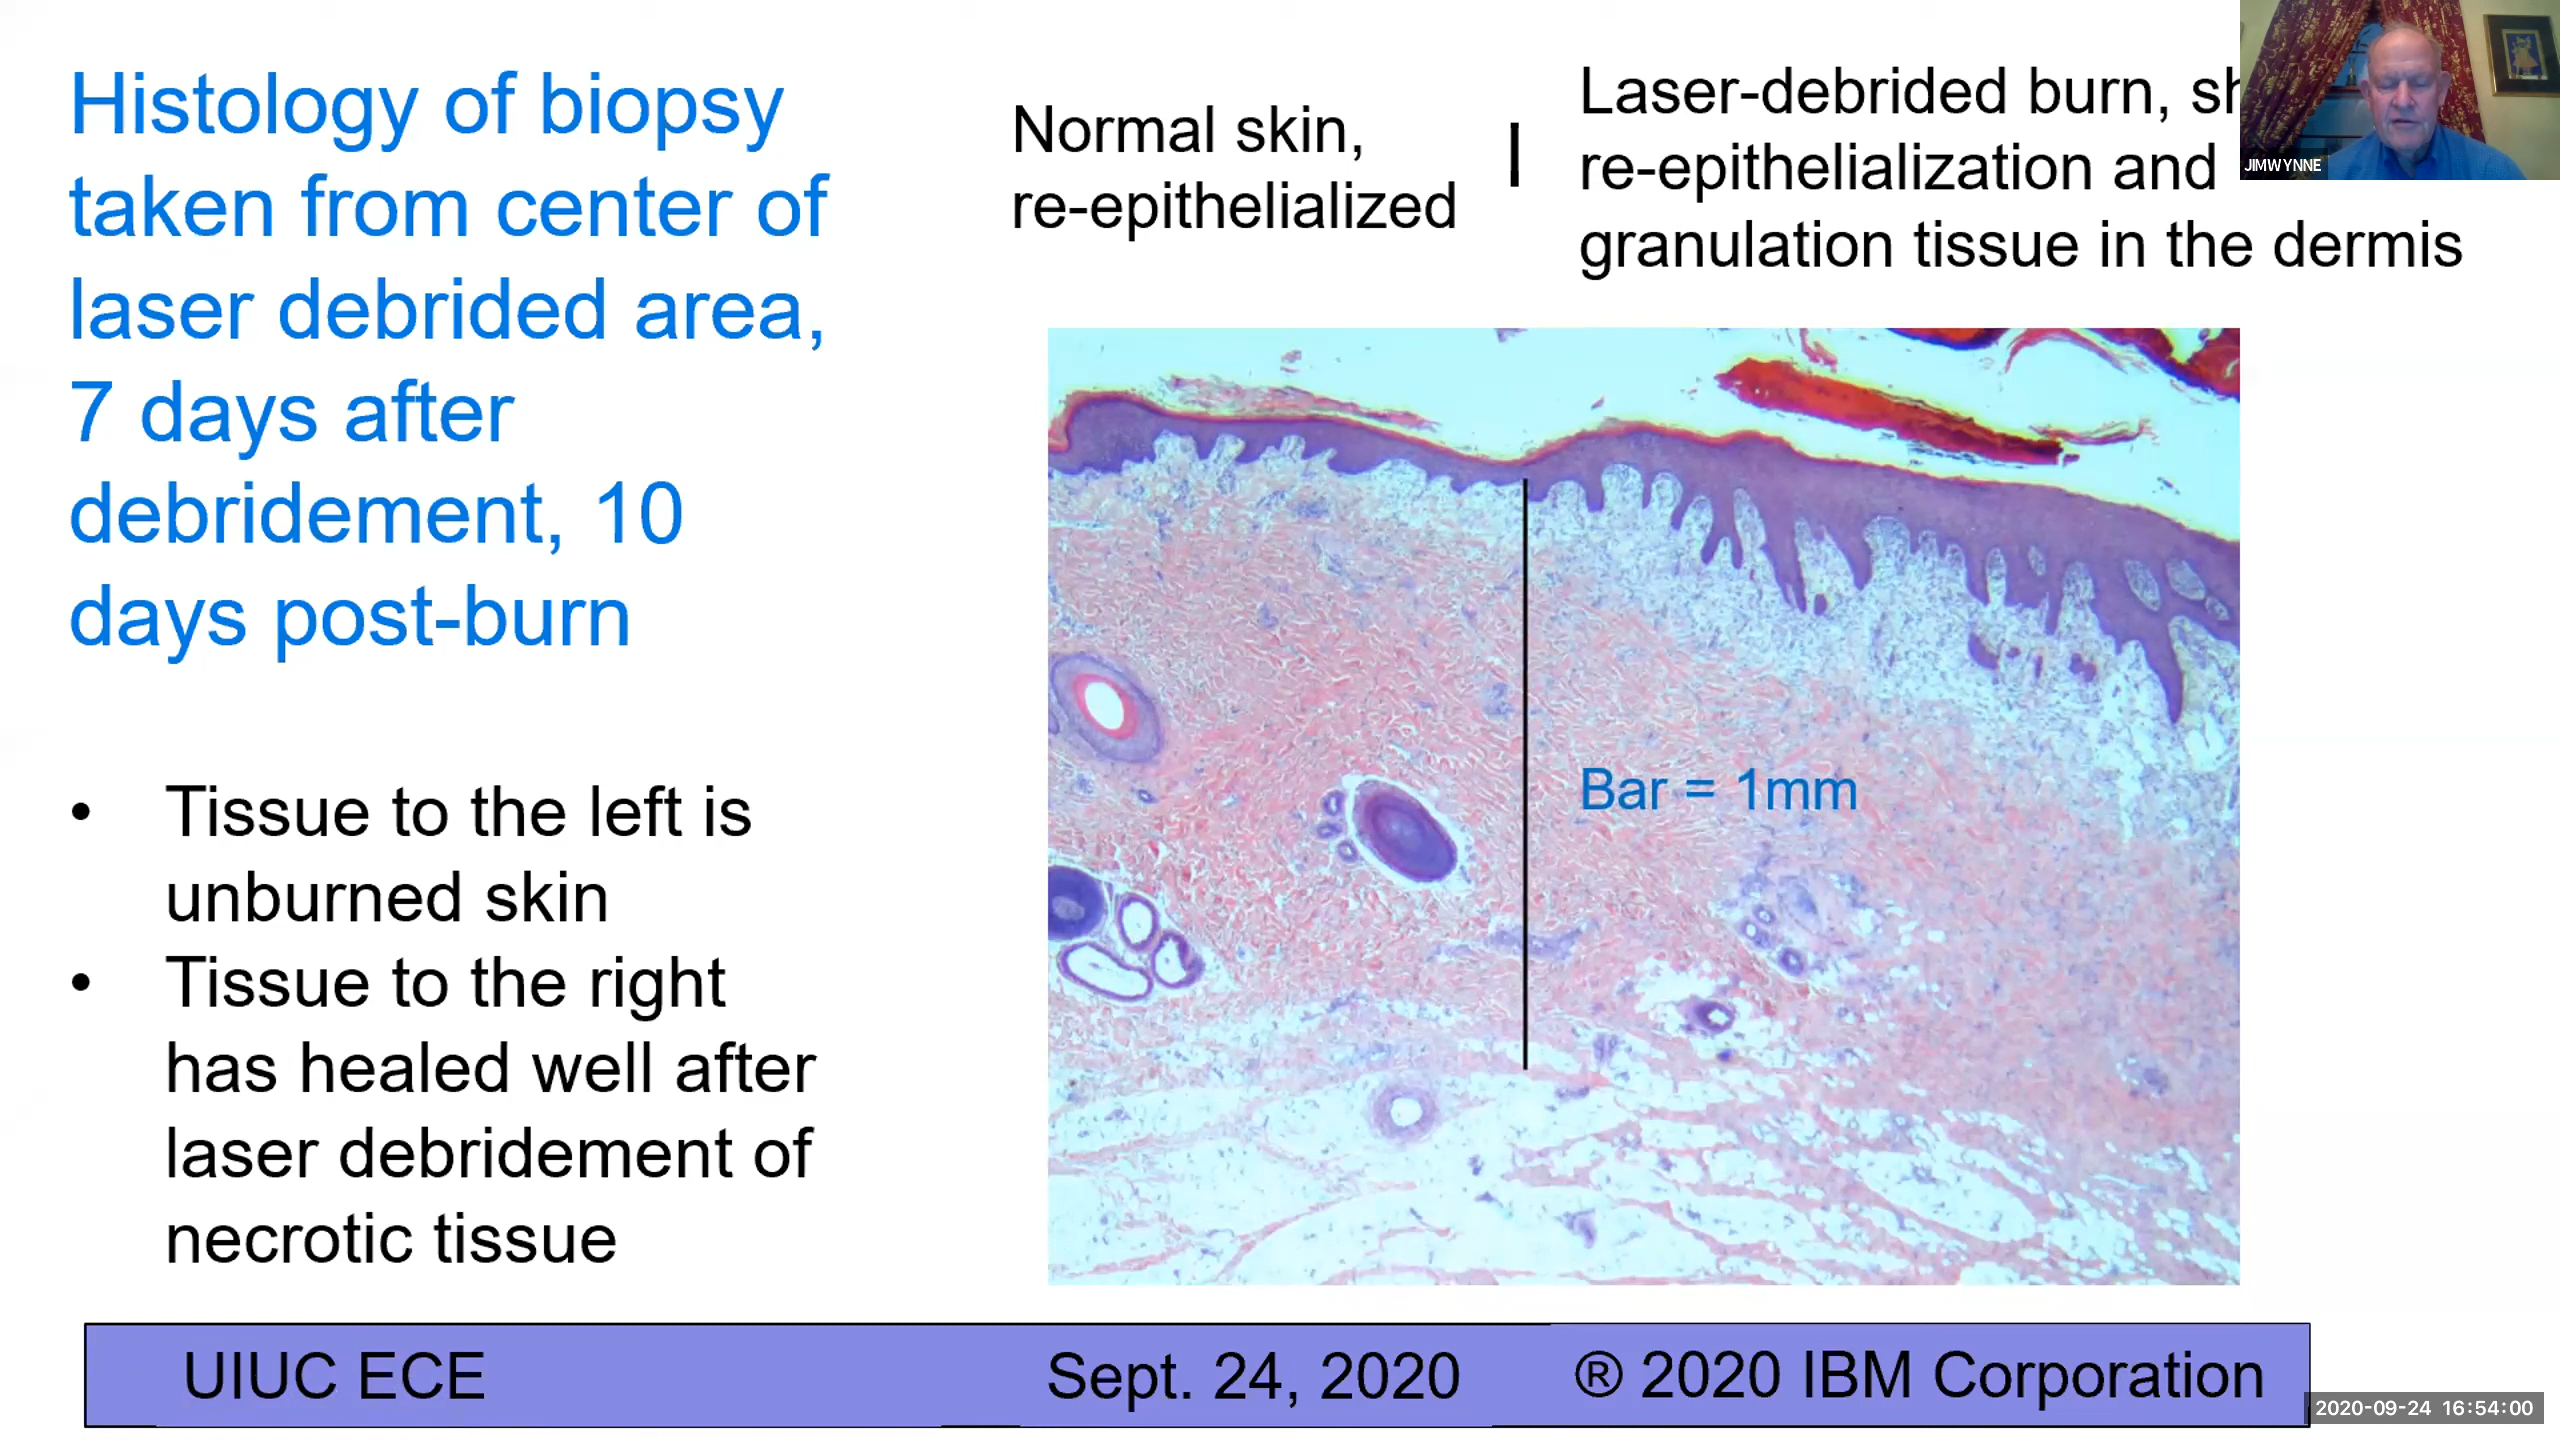 Histology of biopsy
taken from center of
laser debrided area,
7 days after
debridement, 10
days post-burn
• Tissue to the left is
unburned skin
• Tissue to the right
has healed well after
laser debridement of
necrotic tissue
Normal skin,
re-epithelialized
Laser-debrided burn,
re-epithelialization and
granulation tissue in the dermis
JIMWYNNE
Bar = 1mm
UIUC ECE
Sept. 24, 2020
® 2020 IBM Corporation
2020-09-24 16:54:00